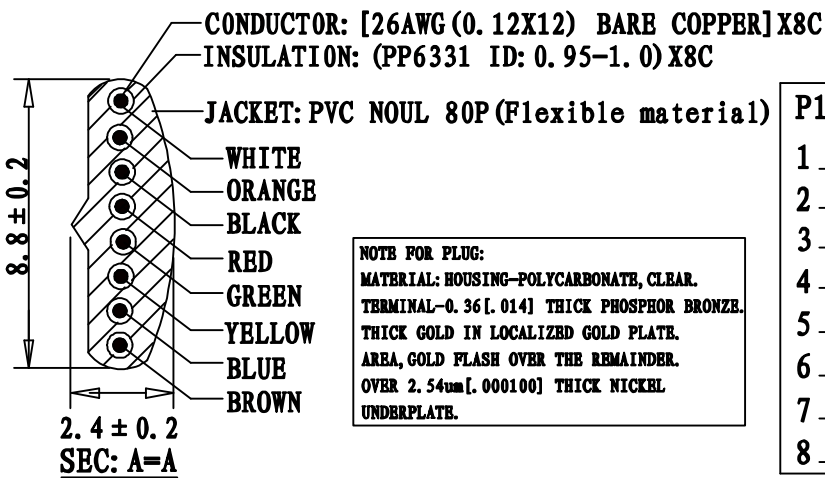 CONDUCTOR: [26AWG(0.12X12) BARE COPPER]X8C
INSULATION: (PP6331 ID:0.95-1.0)X8C
JACKET:PVC NOUL 80P(Flexible material)
WHITE
ORANGE
BLACK
RED
GREEN
YELLOW
BLUE
BROWN
8.8±0.2
2.4±0.2
SEC: A=A
NOTE FOR PLUG:
MATERIAL:HOUSING-POLYCARBONATE,CLEAR.
TERMINAL-0.36[.014] THICK PHOSPHOR BRONZE.
THICK GOLD IN LOCALIZED GOLD PLATE.
AREA,GOLD FLASH OVER THE REMAINDER.
OVER 2.54um[.000100] THICK NICKEL
UNDERPLATE.
P1
1
2
3
4
5
6
7
8